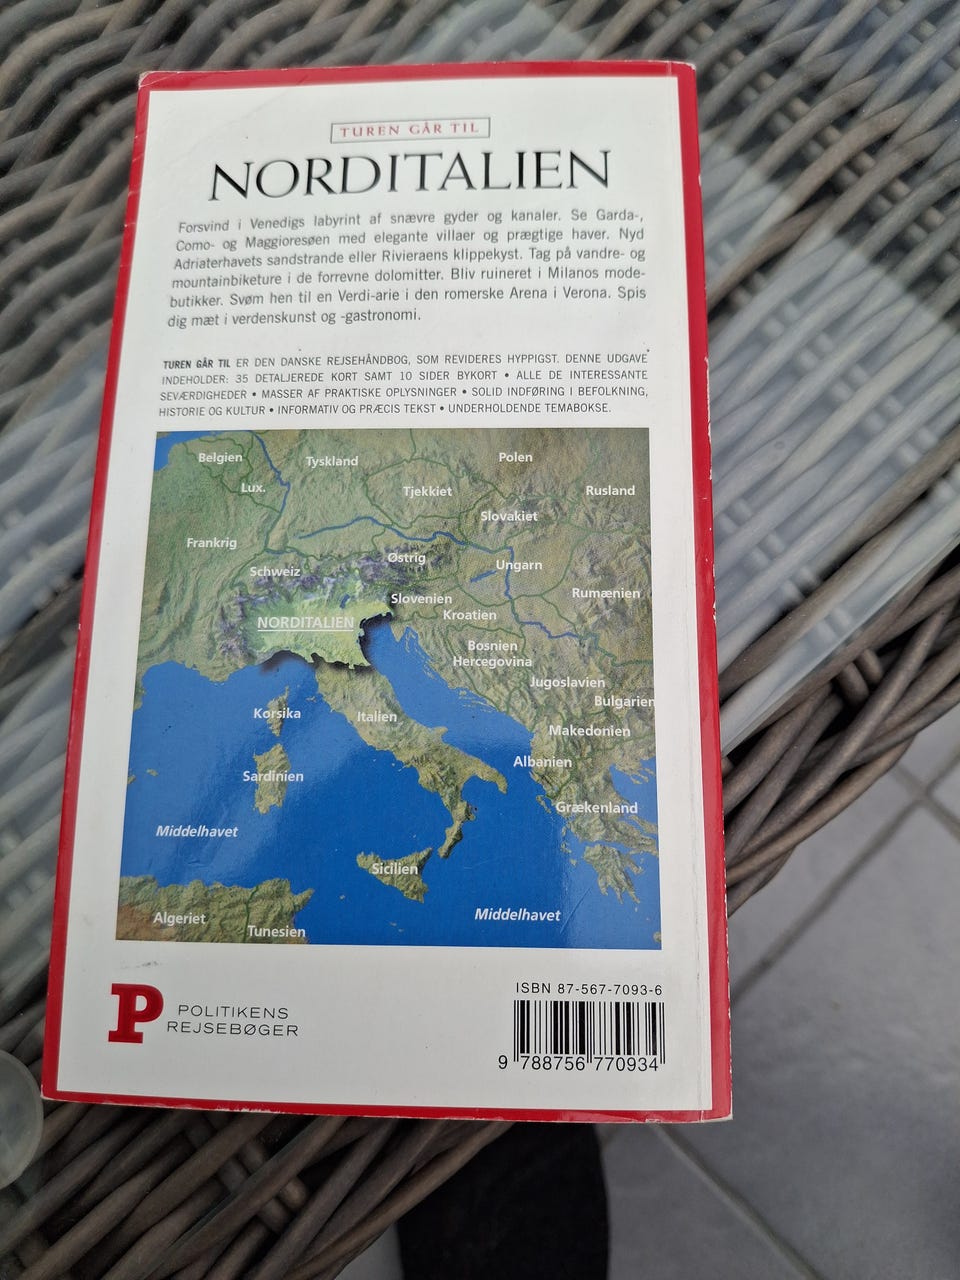 TUREN GÅR TIL
NORDITALIEN
Forsvind i Venedigs labyrint af snævre gyder og kanaler. Se Garda-,
Como- og Maggioresøen med elegante villaer og prægtige haver. Nyd
Adriaterhavets sandstrande eller Rivieraens klippekyst. Tag på vandre- og
mountainbiketure i de forrevne dolomitter. Bliv ruineret i Milanos mode-
butikker. Svøm hen til en Verdi-arie i den romerske Arena i Verona. Spis
dig mæt i verdenskunst og -gastronomi.
TUREN GÅR TIL ER DEN DANSKE REJSEHÅNDBOG, SOM REVIDERES HYPPIGST. DENNE UDGAVE
INDEHOLDER: 35 DETALJEREDE KORT SAMT 10 SIDER BYKORT • ALLE DE INTERESSANTE
SEVÆRDIGHEDER • MASSER AF PRAKTISKE OPLYSNINGER • SOLID INDFØRING I BEFOLKNING,
HISTORIE OG KULTUR • INFORMATIV OG PRÆCIS TEKST • UNDERHOLDENDE TEMABOKSE.
Belgien
Tyskland
Polen
Lux.
Tjekkiet
Rusland
Slovakiet
Frankrig
Østrig
Schweiz
Ungarn
Slovenien
Rumænien
NORDITALIEN
Kroatien
Bosnien
Hercegovina
Jugoslavien
Bulgarien
Korsika
Italien
Makedonien
Albanien
Sardinien
Grækenland
Middelhavet
Sicilien
Algeriet
Middelhavet
Tunesien
P
POLITIKENS
REJSEBØGER
ISBN 87-567-7093-6
9 788756 770934